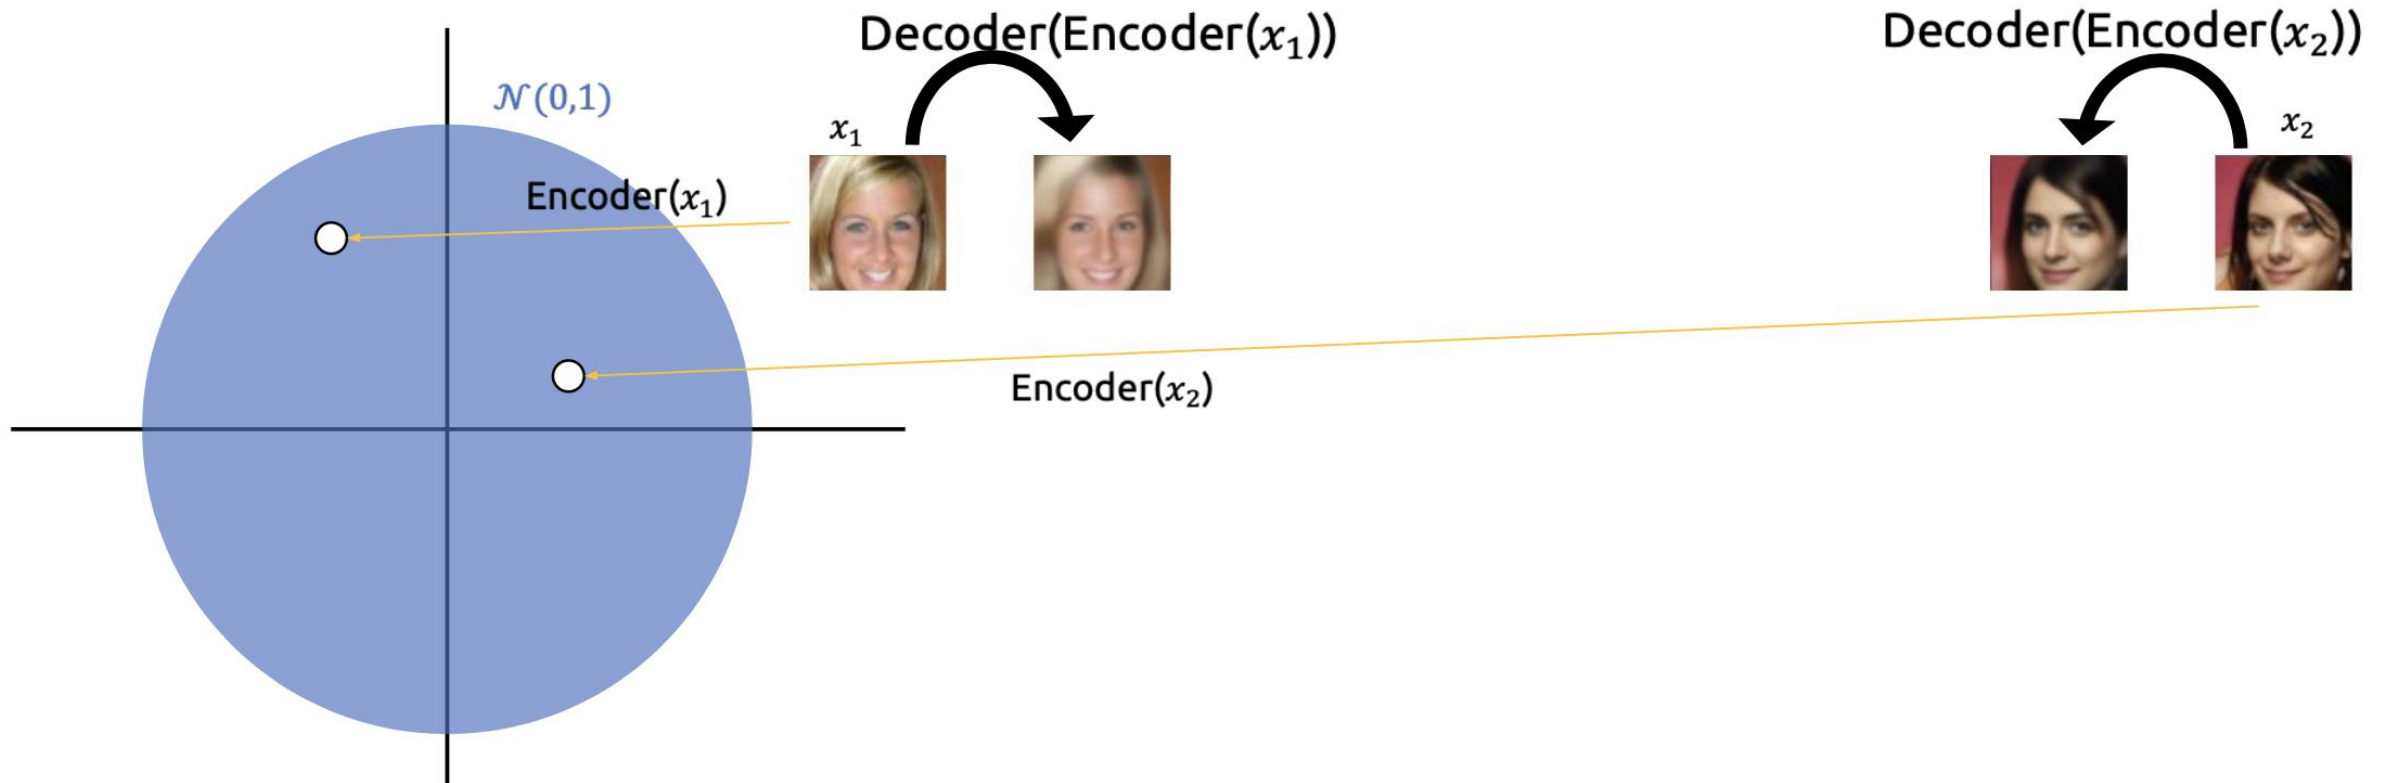 Decoder(Encoder(x₁))
Decoder(Encoder(x₂))
𝒩(0,1)
x₁
x₂
Encoder(x₁)
Encoder(x₂)